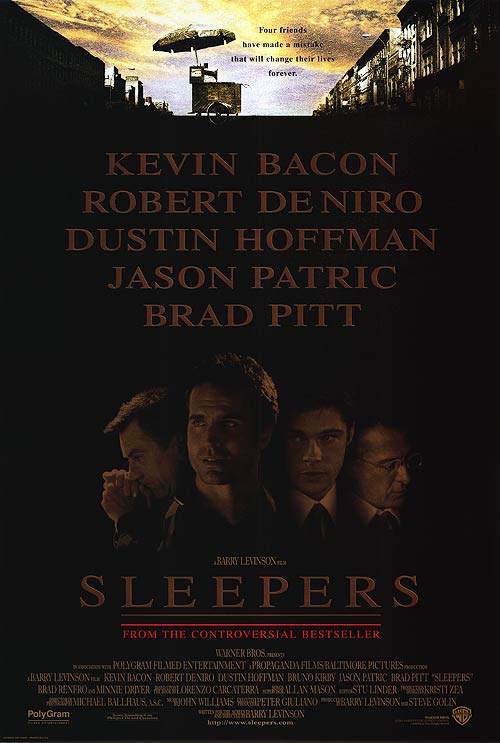 Four friends
have made a mistake
that will change their lives
forever.
KEVIN BACON
ROBERT DE NIRO
DUSTIN HOFFMAN
JASON PATRIC
BRAD PITT
A BARRY LEVINSON FILM
SLEEPERS
FROM THE CONTROVERSIAL BESTSELLER
WARNER BROS. PRESENTS
IN ASSOCIATION WITH POLYGRAM FILMED ENTERTAINMENT A PROPAGANDA FILMS/BALTIMORE PICTURES PRODUCTION
A BARRY LEVINSON FILM KEVIN BACON ROBERT DE NIRO DUSTIN HOFFMAN BRUNO KIRBY JASON PATRIC BRAD PITT "SLEEPERS"
BRAD RENFRO AND MINNIE DRIVER LORENZO CARCATERRA ALLAN MASON EDITOR STU LINDER KRISTI ZEA
MICHAEL BALLHAUS, A.S.C. JOHN WILLIAMS PETER GIULIANO BARRY LEVINSON AND STEVE GOLIN
BARRY LEVINSON
PolyGram
http://www.sleepers.com